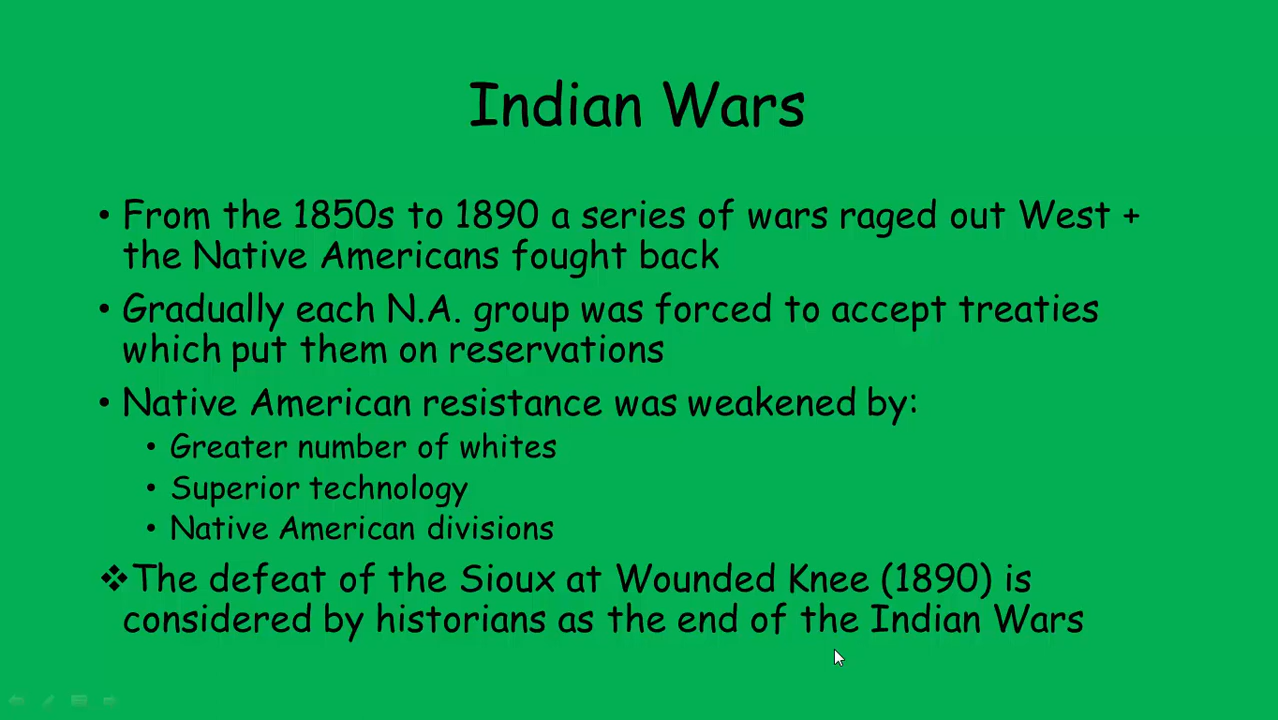 Indian Wars
• From the 1850s to 1890 a series of wars raged out West +
the Native Americans fought back
• Gradually each N.A. group was forced to accept treaties
which put them on reservations
• Native American resistance was weakened by:
• Greater number of whites
• Superior technology
• Native American divisions
❖The defeat of the Sioux at Wounded Knee (1890) is
considered by historians as the end of the Indian Wars